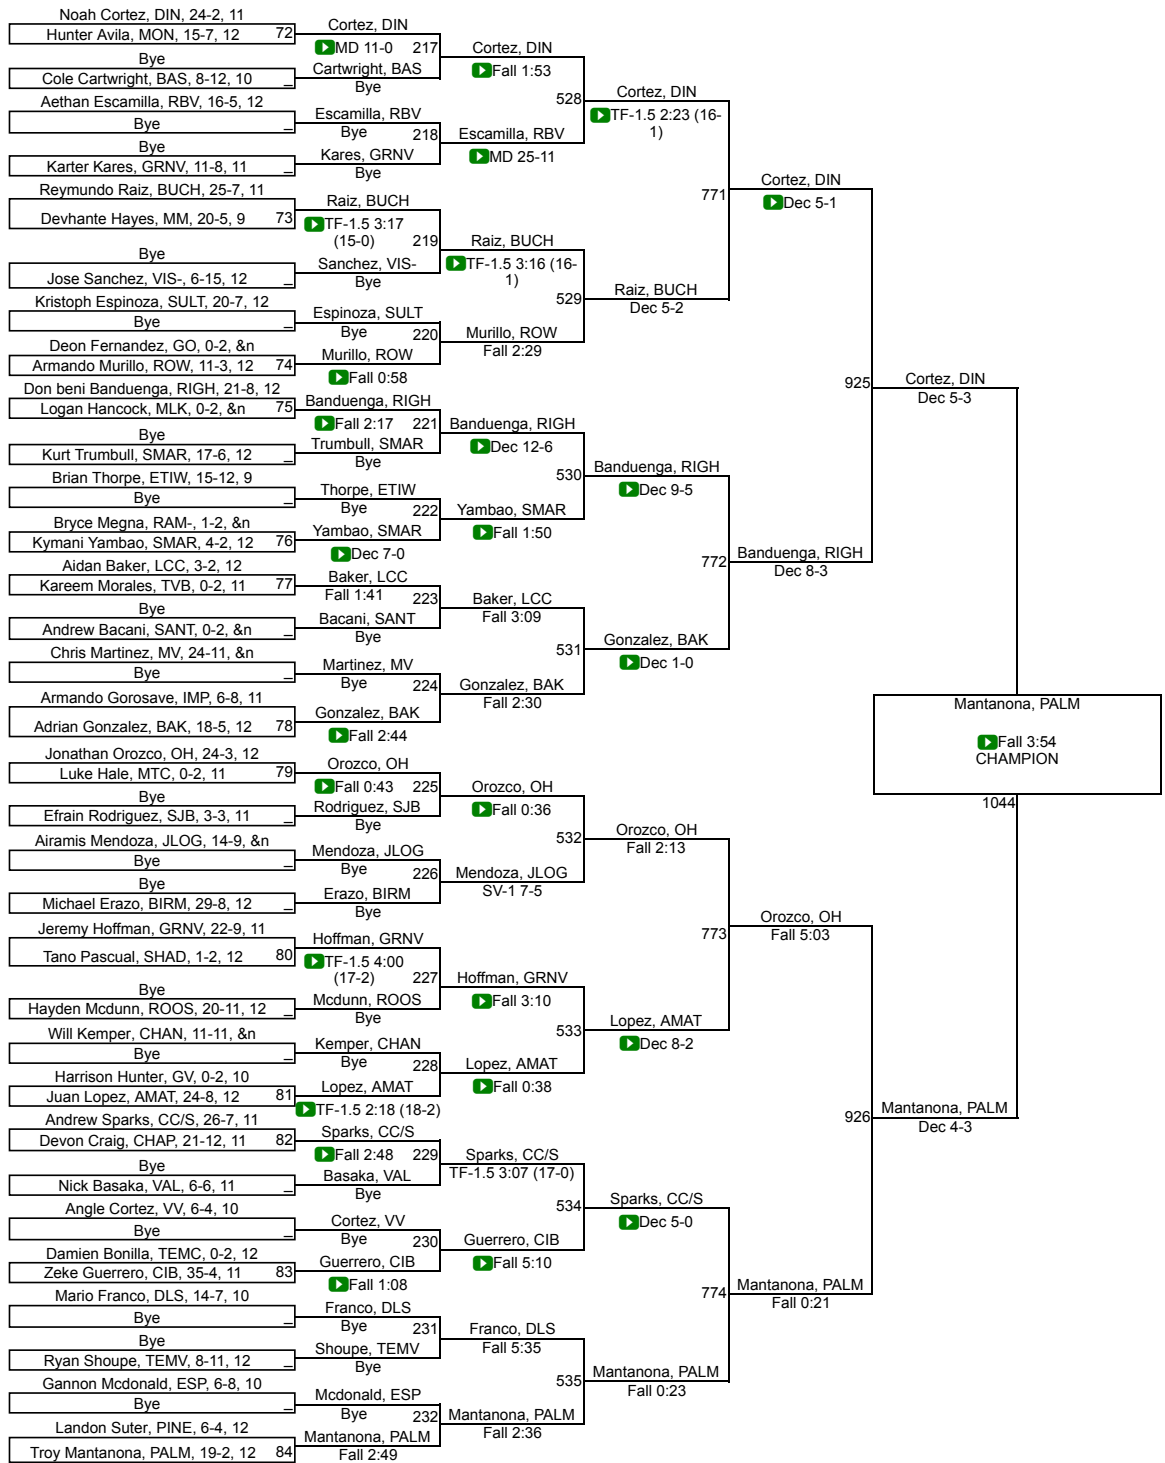 Noah Cortez, DIN, 24-2, 11
Hunter Avila, MON, 15-7, 12 72
Bye
Cole Cartwright, BAS, 8-12, 10 _
Aethan Escamilla, RBV, 16-5, 12
Bye _
Bye
Karter Kares, GRNV, 11-8, 11 _
Reymundo Raiz, BUCH, 25-7, 11
Devhante Hayes, MM, 20-5, 9 73
Bye
Jose Sanchez, VIS-, 6-15, 12 _
Kristoph Espinoza, SULT, 20-7, 12
Bye _
Deon Fernandez, GO, 0-2, &n
Armando Murillo, ROW, 11-3, 12 74
Don beni Banduenga, RIGH, 21-8, 12
Logan Hancock, MLK, 0-2, &n 75
Bye
Kurt Trumbull, SMAR, 17-6, 12 _
Brian Thorpe, ETIW, 15-12, 9
Bye _
Bryce Megna, RAM-, 1-2, &n
Kymani Yambao, SMAR, 4-2, 12 76
Aidan Baker, LCC, 3-2, 12
Kareem Morales, TVB, 0-2, 11 77
Bye
Andrew Bacani, SANT, 0-2, &n _
Chris Martinez, MV, 24-11, &n
Bye _
Armando Gorosave, IMP, 6-8, 11
Adrian Gonzalez, BAK, 18-5, 12 78
Jonathan Orozco, OH, 24-3, 12
Luke Hale, MTC, 0-2, 11 79
Bye
Efrain Rodriguez, SJB, 3-3, 11 _
Airamis Mendoza, JLOG, 14-9, &n
Bye _
Bye
Michael Erazo, BIRM, 29-8, 12 _
Jeremy Hoffman, GRNV, 22-9, 11
Tano Pascual, SHAD, 1-2, 12 80
Bye
Hayden Mcdunn, ROOS, 20-11, 12 _
Will Kemper, CHAN, 11-11, &n
Bye _
Harrison Hunter, GV, 0-2, 10
Juan Lopez, AMAT, 24-8, 12 81
Andrew Sparks, CC/S, 26-7, 11
Devon Craig, CHAP, 21-12, 11 82
Bye
Nick Basaka, VAL, 6-6, 11 _
Angle Cortez, VV, 6-4, 10
Bye _
Damien Bonilla, TEMC, 0-2, 12
Zeke Guerrero, CIB, 35-4, 11 83
Mario Franco, DLS, 14-7, 10
Bye _
Bye
Ryan Shoupe, TEMV, 8-11, 12 _
Gannon Mcdonald, ESP, 6-8, 10
Bye _
Landon Suter, PINE, 6-4, 12
Troy Mantanona, PALM, 19-2, 12 84
Cortez, DIN
MD 11-0 217
Cartwright, BAS
Bye
Escamilla, RBV
Bye 218
Kares, GRNV
Bye
Raiz, BUCH
TF-1.5 3:17
(15-0) 219
Sanchez, VIS-
Bye
Espinoza, SULT
Bye 220
Murillo, ROW
Fall 0:58
Banduenga, RIGH
Fall 2:17 221
Trumbull, SMAR
Bye
Thorpe, ETIW
Bye 222
Yambao, SMAR
Dec 7-0
Baker, LCC
Fall 1:41 223
Bacani, SANT
Bye
Martinez, MV
Bye 224
Gonzalez, BAK
Fall 2:44
Orozco, OH
Fall 0:43 225
Rodriguez, SJB
Bye
Mendoza, JLOG
Bye 226
Erazo, BIRM
Bye
Hoffman, GRNV
TF-1.5 4:00
(17-2) 227
Mcdunn, ROOS
Bye
Kemper, CHAN
Bye 228
Lopez, AMAT
TF-1.5 2:18 (18-2)
Sparks, CC/S
Fall 2:48 229
Basaka, VAL
Bye
Cortez, VV
Bye 230
Guerrero, CIB
Fall 1:08
Franco, DLS
Bye 231
Shoupe, TEMV
Bye
Mcdonald, ESP
Bye 232
Mantanona, PALM
Fall 2:49
Cortez, DIN
Fall 1:53
528
Escamilla, RBV
MD 25-11
Raiz, BUCH
TF-1.5 3:16 (16-
1)
529
Murillo, ROW
Fall 2:29
Banduenga, RIGH
Dec 12-6
530
Yambao, SMAR
Fall 1:50
Baker, LCC
Fall 3:09
531
Gonzalez, BAK
Fall 2:30
Orozco, OH
Fall 0:36
532
Mendoza, JLOG
SV-1 7-5
Hoffman, GRNV
Fall 3:10
533
Lopez, AMAT
Fall 0:38
Sparks, CC/S
TF-1.5 3:07 (17-0)
534
Guerrero, CIB
Fall 5:10
Franco, DLS
Fall 5:35
535
Mantanona, PALM
Fall 2:36
Cortez, DIN
TF-1.5 2:23 (16-
1)
771
Raiz, BUCH
Dec 5-2
Banduenga, RIGH
Dec 9-5
772
Gonzalez, BAK
Dec 1-0
Orozco, OH
Fall 2:13
773
Lopez, AMAT
Dec 8-2
Sparks, CC/S
Dec 5-0
774
Mantanona, PALM
Fall 0:23
Cortez, DIN
Dec 5-1
925
Banduenga, RIGH
Dec 8-3
Orozco, OH
Fall 5:03
926
Mantanona, PALM
Fall 0:21
Cortez, DIN
Dec 5-3
Mantanona, PALM
Dec 4-3
Mantanona, PALM
Fall 3:54
CHAMPION
1044